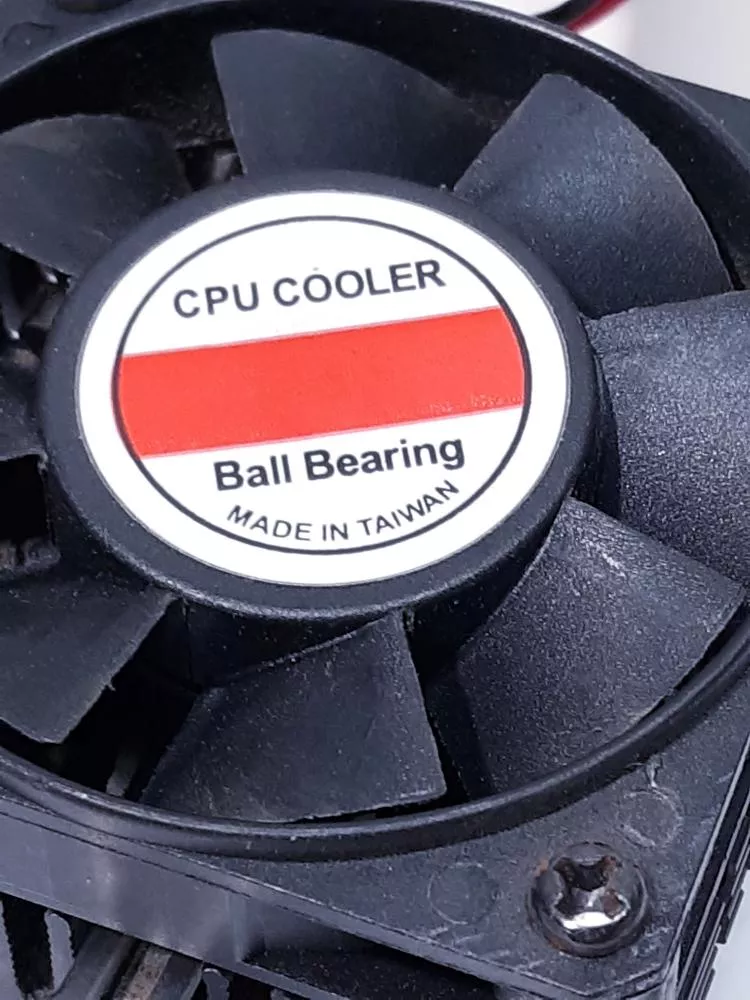 CPU COOLER
Ball Bearing
MADE IN TAIWAN